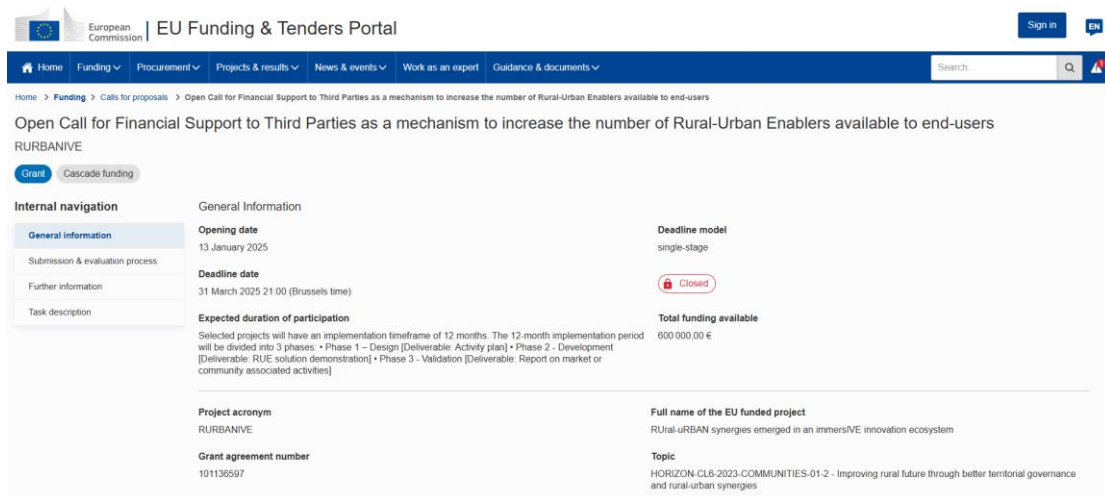 European
Commission
EU Funding & Tenders Portal
Sign in
EN
Home Funding Procurement Projects & results News & events Work as an expert Guidance & documents
Search...
Home > Funding > Calls for proposals > Open Call for Financial Support to Third Parties as a mechanism to increase the number of Rural-Urban Enablers available to end-users
Open Call for Financial Support to Third Parties as a mechanism to increase the number of Rural-Urban Enablers available to end-users
RURBANIVE
Grant Cascade funding
Internal navigation
General information
Submission & evaluation process
Further information
Task description
General Information
Opening date
13 January 2025
Deadline model
single-stage
Deadline date
31 March 2025 21:00 (Brussels time)
Closed
Expected duration of participation
Selected projects will have an implementation timeframe of 12 months. The 12-month implementation period
will be divided into 3 phases: • Phase 1 – Design [Deliverable: Activity plan] • Phase 2 - Development
[Deliverable: RUE solution demonstration] • Phase 3 - Validation [Deliverable: Report on market or
community associated activities]
Total funding available
600 000,00 €
Project acronym
RURBANIVE
Full name of the EU funded project
RUral-uRBAN synergies emerged in an immersIVE innovation ecosystem
Grant agreement number
101136597
Topic
HORIZON-CL6-2023-COMMUNITIES-01-2 - Improving rural future through better territorial governance
and rural-urban synergies